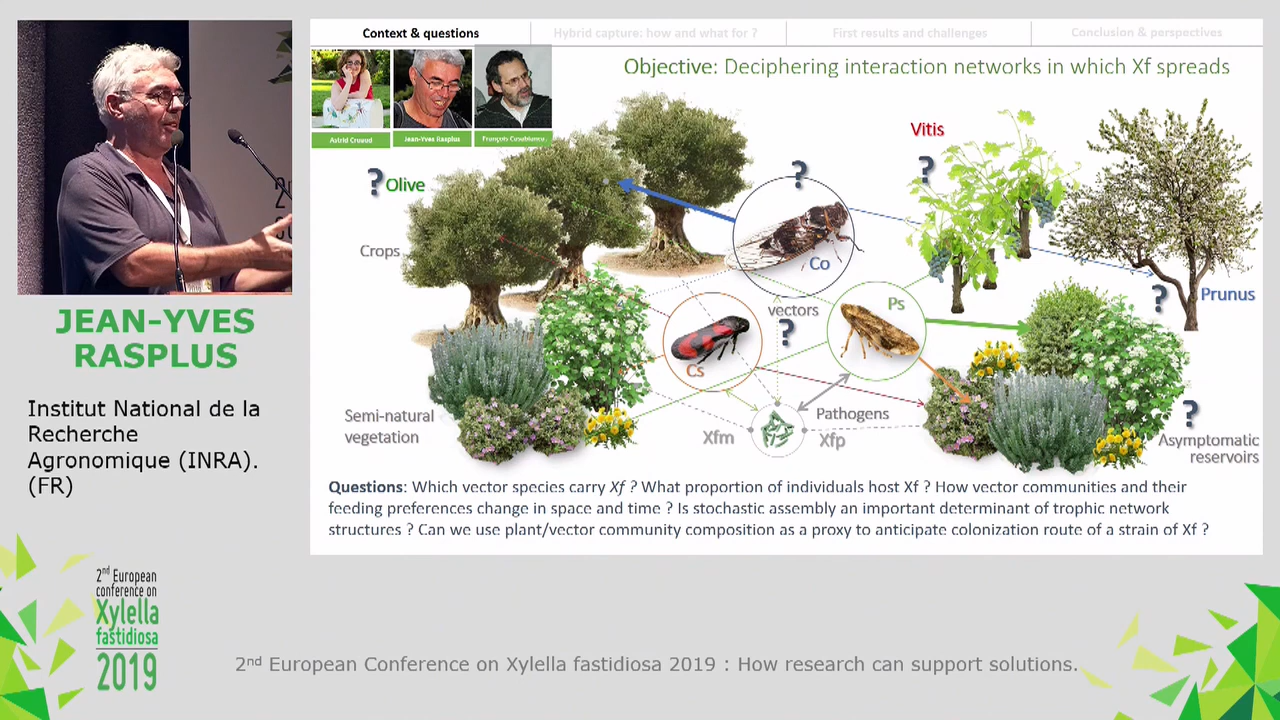 Context & questions
Hybrid capture: how and what for ?
First results and challenges
Conclusion & perspectives
Objective: Deciphering interaction networks in which Xf spreads
Astrid Cruaud
Jean-Yves Rasplus
François Casabianca
Vitis
?
?
?
Olive
Crops
Co
Ps
vectors
?
?
Prunus
Cs
Semi-natural
vegetation
Pathogens
Xfm
Xfp
?
Asymptomatic
reservoirs
Questions: Which vector species carry Xf ? What proportion of individuals host Xf ? How vector communities and their
feeding preferences change in space and time ? Is stochastic assembly an important determinant of trophic network
structures ? Can we use plant/vector community composition as a proxy to anticipate colonization route of a strain of Xf ?
JEAN-YVES
RASPLUS
Institut National de la
Recherche
Agronomique (INRA).
(FR)
2nd European
conference on
Xylella
fastidiosa
2019
2nd European Conference on Xylella fastidiosa 2019 : How research can support solutions.